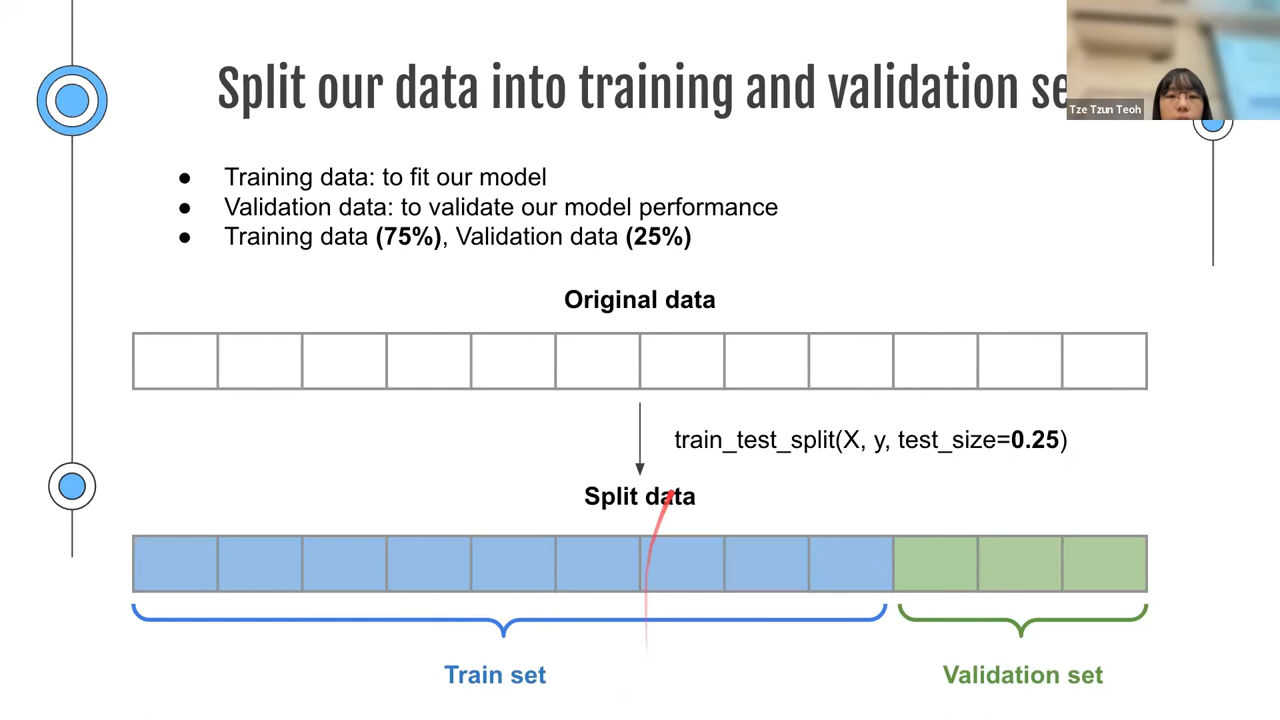 Split our data into training and validation se
Tze Tzun Teoh
● Training data: to fit our model
● Validation data: to validate our model performance
● Training data (75%), Validation data (25%)
Original data
train_test_split(X, y, test_size=0.25)
Split data
Train set
Validation set